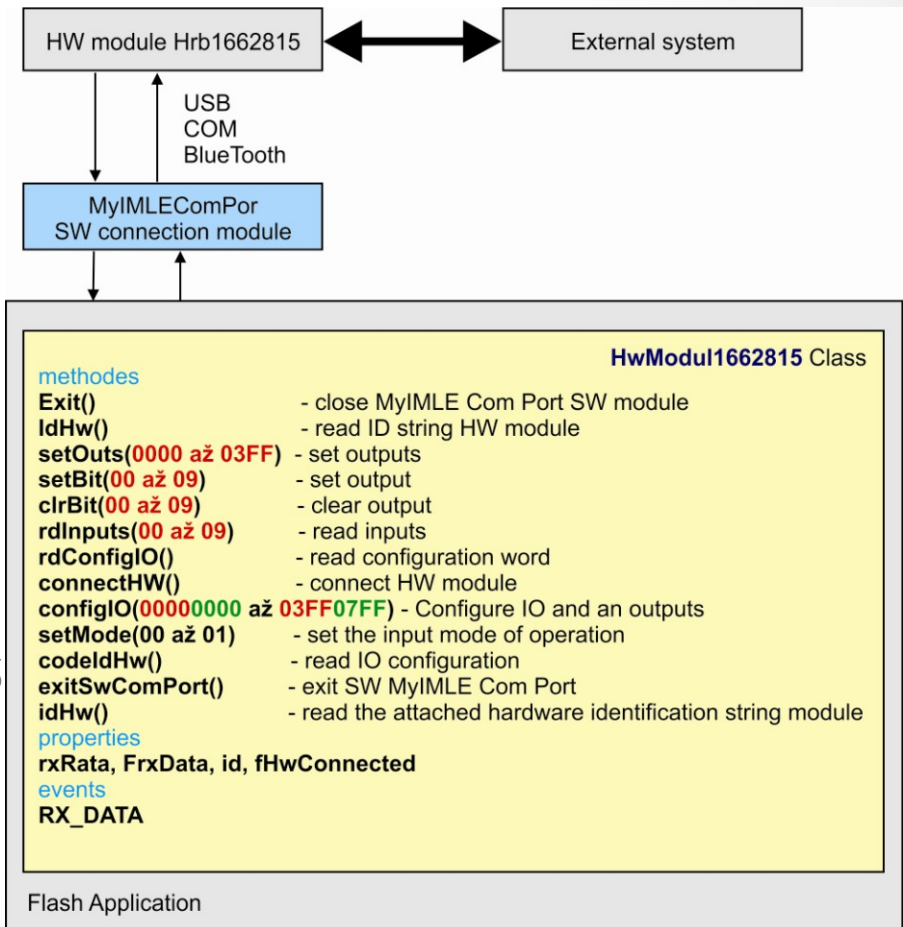 HW module Hrb1662815
External system
USB
COM
BlueTooth
MyIMLEComPor
SW connection module
HwModul1662815 Class
methodes
Exit() - close MyIMLE Com Port SW module
IdHw() - read ID string HW module
setOuts(0000 až 03FF) - set outputs
setBit(00 až 09) - set output
clrBit(00 až 09) - clear output
rdInputs(00 až 09) - read inputs
rdConfigIO() - read configuration word
connectHW() - connect HW module
configIO(00000000 až 03FF07FF) - Configure IO and an outputs
setMode(00 až 01) - set the input mode of operation
codeIdHw() - read IO configuration
exitSwComPort() - exit SW MyIMLE Com Port
idHw() - read the attached hardware identification string module
properties
rxRata, FrxData, id, fHwConnected
events
RX_DATA
Flash Application